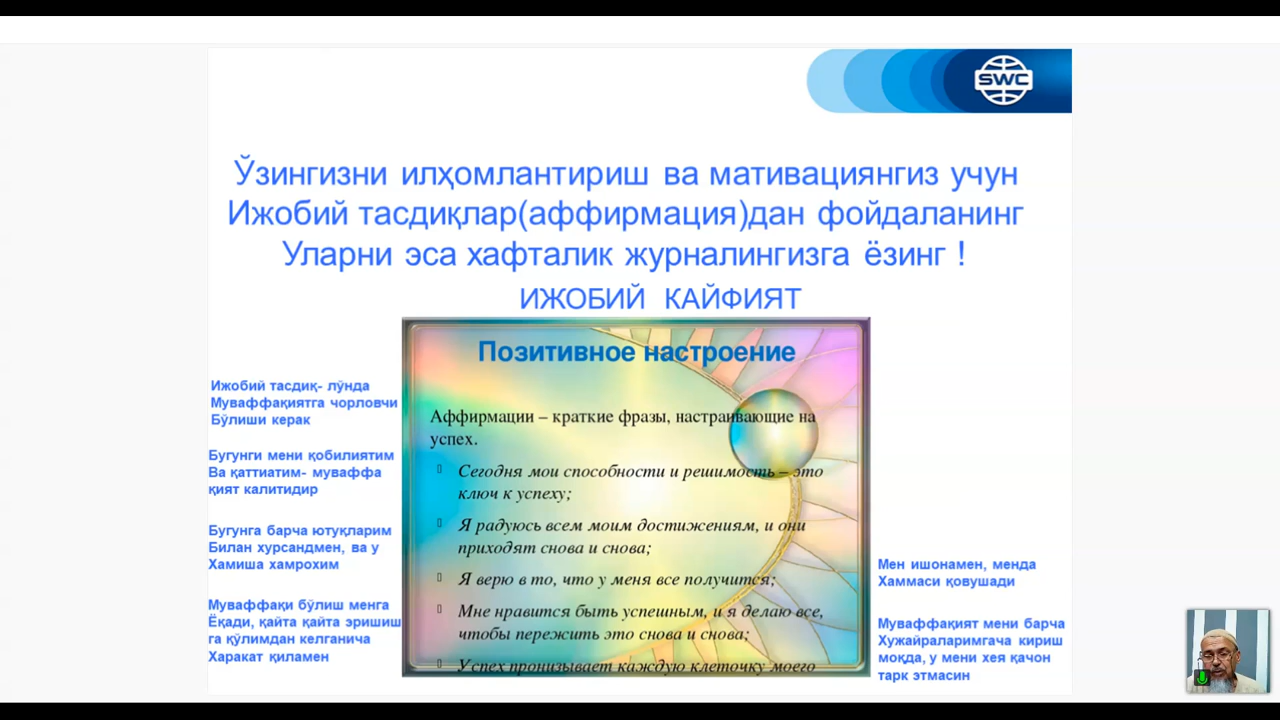 SWC
Ўзингизни илҳомлантириш ва мативациянгиз учун
Ижобий тасдиқлар(аффирмация)дан фойдаланинг
Уларни эса хафталик журналингизга ёзинг !
ИЖОБИЙ КАЙФИЯТ
Позитивное настроение
Аффирмации – краткие фразы, настраивающие на
успех.
Сегодня мои способности и решимость – это
ключ к успеху;
Я радуюсь всем моим достижениям, и они
приходят снова и снова;
Я верю в то, что у меня все получится;
Мне нравится быть успешным, и я делаю все,
чтобы пережить это снова и снова;
Успех пронизывает каждую клеточку моего
Ижобий тасдиқ- лўнда
Муваффақиятга чорловчи
Бўлиши керак
Бугунги мени қобилиятим
Ва қаттиатим- муваффа
қият калитидир
Бугунга барча ютуқларим
Билан хурсандмен, ва у
Хамиша хамрохим
Муваффақи бўлиш менга
Ёқади, қайта қайта эришиш
га қўлимдан келганича
Харакат қиламен
Мен ишонамен, менда
Хаммаси қовушади
Муваффақият мени барча
Хужайраларимгача кириш
моқда, у мени хея қачон
тарк этмасин